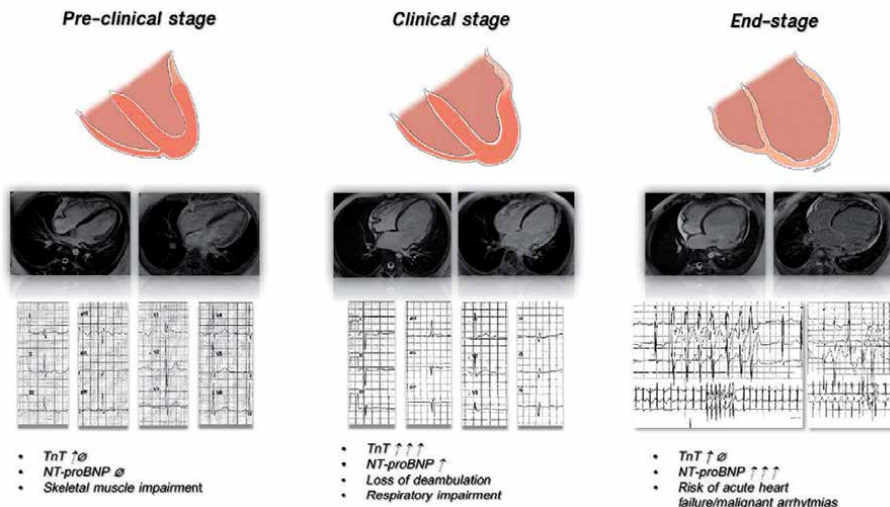 Pre-clinical stage
Clinical stage
End-stage
• TnT ↑Ø
• NT-proBNP Ø
• Skeletal muscle impairment
• TnT ↑↑↑
• NT-proBNP ↑
• Loss of deambulation
• Respiratory impairment
• TnT ↑Ø
• NT-proBNP ↑↑↑
• Risk of acute heart
failure/malignant arrhytmias